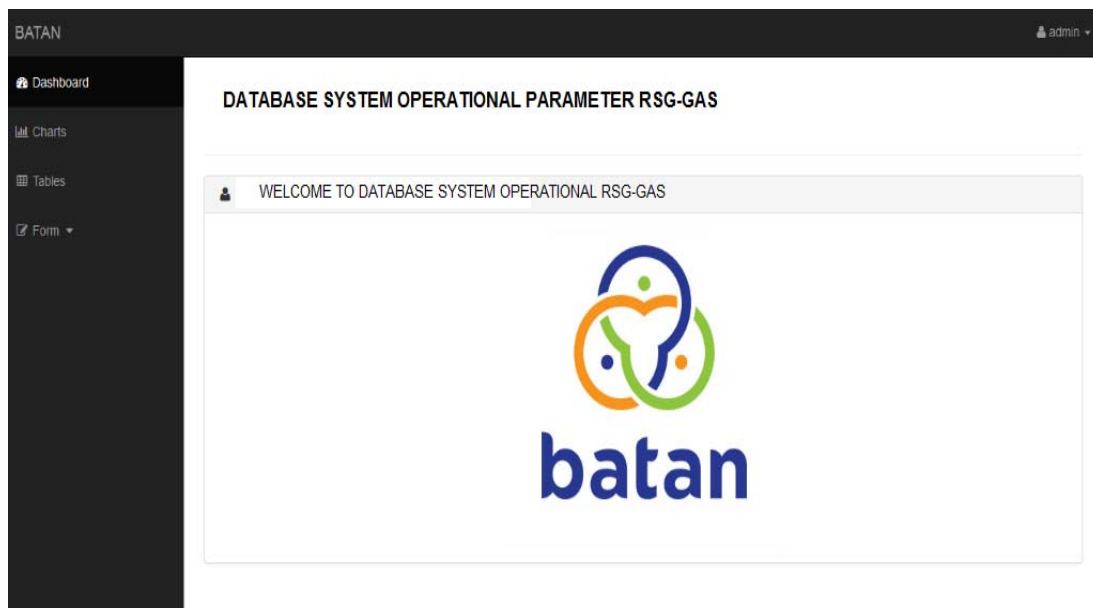 BATAN
admin
Dashboard
Charts
Tables
Form
DATABASE SYSTEM OPERATIONAL PARAMETER RSG-GAS
WELCOME TO DATABASE SYSTEM OPERATIONAL RSG-GAS
batan